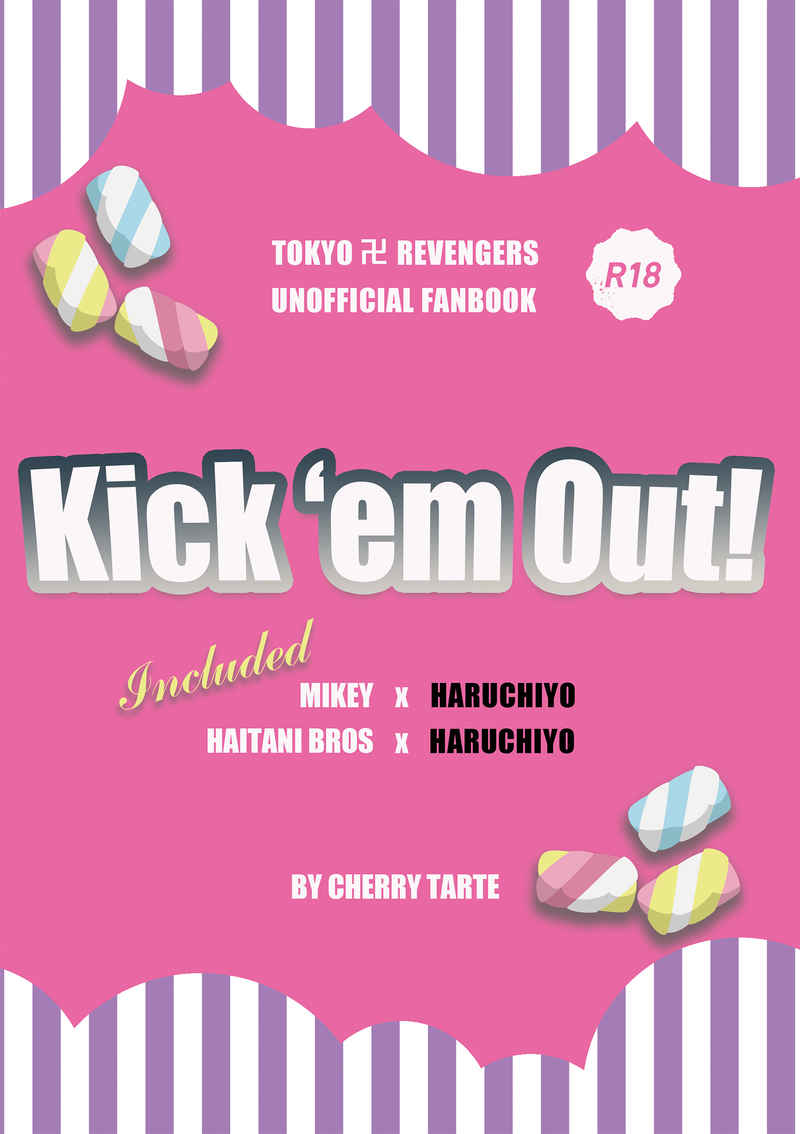 TOKYO 卍 REVENGERS
UNOFFICIAL FANBOOK
R18
Kick ‘em Out!
Included
MIKEY x HARUCHIYO
HAITANI BROS x HARUCHIYO
BY CHERRY TARTE